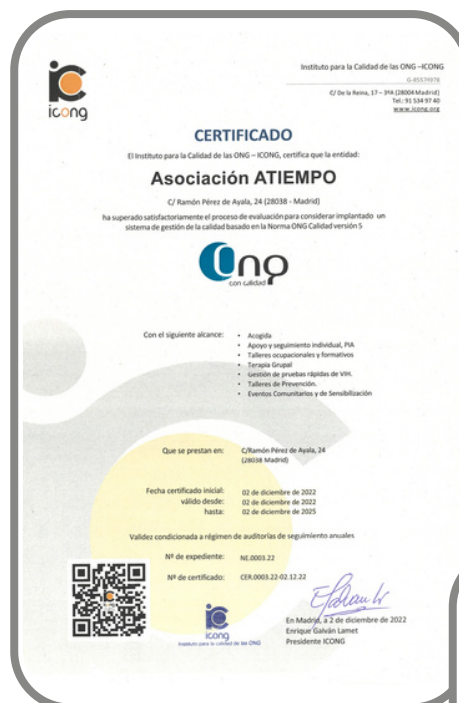 icong
Instituto para la Calidad de las ONG –ICONG
C/ De la Reina, 17 – 3ºA (28004 Madrid)
Tel.: 91 534 97 40
www.icong.org
CERTIFICADO
El Instituto para la Calidad de las ONG – ICONG, certifica que la entidad:
Asociación ATIEMPO
C/ Ramón Pérez de Ayala, 24 (28038 - Madrid)
ha superado satisfactoriamente el proceso de evaluación para considerar implantado un
sistema de gestión de la calidad basado en la Norma ONG Calidad versión 5
Ong
con calidad
Con el siguiente alcance:
• Acogida
• Apoyo y seguimiento individual, PIA
• Talleres ocupacionales y formativos
• Terapia Grupal
• Gestión de pruebas rápidas de VIH.
• Talleres de Prevención.
• Eventos Comunitarios y de Sensibilización
Que se prestan en: C/Ramón Pérez de Ayala, 24
(28038 Madrid)
Fecha certificado inicial: 02 de diciembre de 2022
válido desde: 02 de diciembre de 2022
hasta: 02 de diciembre de 2025
Validez condicionada a régimen de auditorías de seguimiento anuales
Nº de expediente: NE.0003.22
Nº de certificado: CER.0003.22-02.12.22
icong
Instituto para la calidad de las ONG
En Madrid, a 2 de diciembre de 2022
Enrique Galván Lamet
Presidente ICONG